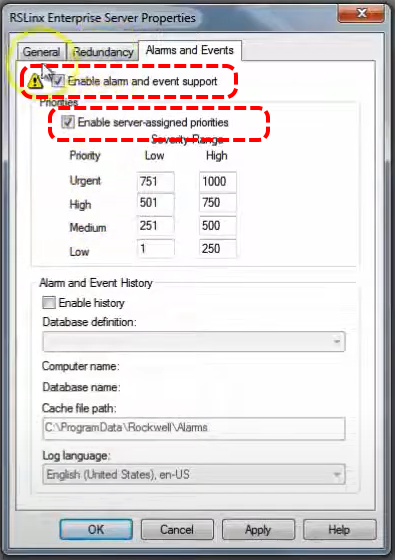 RSLinx Enterprise Server Properties
General Redundancy Alarms and Events
Enable alarm and event support
Priorities
Enable server-assigned priorities
Severity Range
Priority Low High
Urgent 751 1000
High 501 750
Medium 251 500
Low 1 250
Alarm and Event History
Enable history
Database definition:
Computer name:
Database name:
Cache file path:
C:\ProgramData\Rockwell\Alarms
Log language:
English (United States), en-US
OK Cancel Apply Help